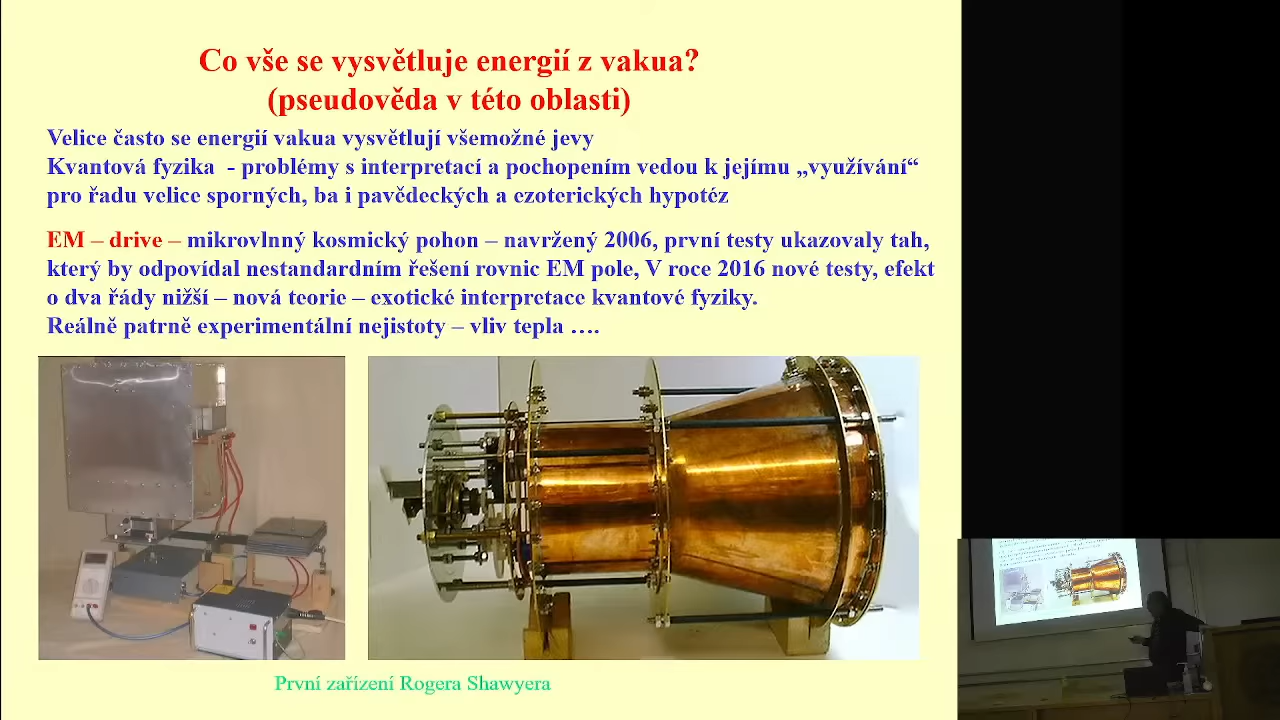 Co vše se vysvětluje energií z vakua?
(pseudověda v této oblasti)
Velice často se energií vakua vysvětlují všemožné jevy
Kvantová fyzika - problémy s interpretací a pochopením vedou k jejímu „využívání“
pro řadu velice sporných, ba i pavědeckých a ezoterických hypotéz
EM – drive – mikrovlnný kosmický pohon – navržený 2006, první testy ukazovaly tah,
který by odpovídal nestandardním řešení rovnic EM pole, V roce 2016 nové testy, efekt
o dva řády nižší – nová teorie – exotické interpretace kvantové fyziky.
Reálně patrně experimentální nejistoty – vliv tepla ….
První zařízení Rogera Shawyera